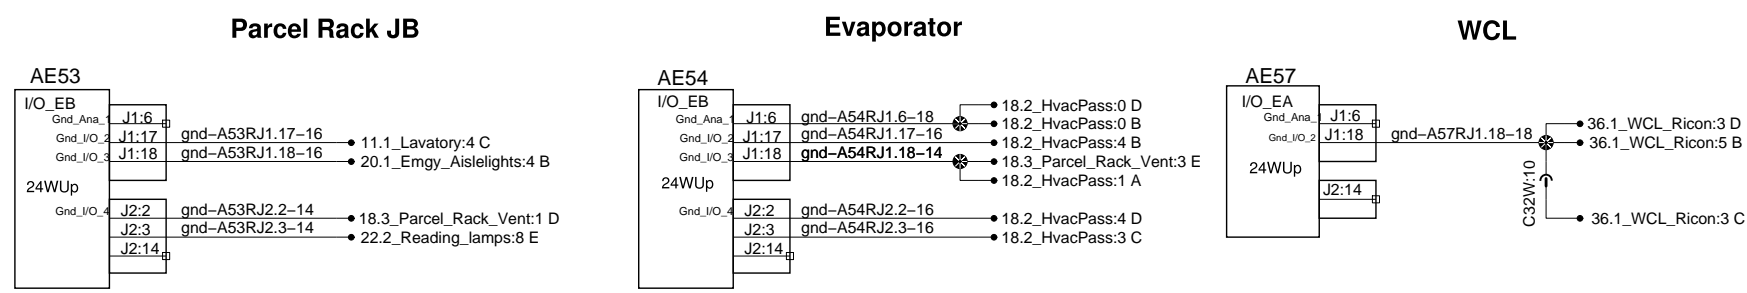 Parcel Rack JB
AE53
I/O_EB
Gnd_Ana_1 J1:6
Gnd_I/O_2 J1:17 gnd-A53RJ1.17-16 11.1_Lavatory:4 C
Gnd_I/O_3 J1:18 gnd-A53RJ1.18-16 20.1_Emgy_Aislelights:4 B
24WUp
Gnd_I/O_4 J2:2 gnd-A53RJ2.2-14 18.3_Parcel_Rack_Vent:1 D
J2:3 gnd-A53RJ2.3-14 22.2_Reading_lamps:8 E
J2:14
Evaporator
AE54
I/O_EB
18.2_HvacPass:0 D
Gnd_Ana_1 J1:6 gnd-A54RJ1.6-18 18.2_HvacPass:0 B
Gnd_I/O_2 J1:17 gnd-A54RJ1.17-16 18.2_HvacPass:4 B
Gnd_I/O_3 J1:18 gnd-A54RJ1.18-14 18.3_Parcel_Rack_Vent:3 E
24WUp 18.2_HvacPass:1 A
Gnd_I/O_4 J2:2 gnd-A54RJ2.2-16 18.2_HvacPass:4 D
J2:3 gnd-A54RJ2.3-16 18.2_HvacPass:3 C
J2:14
WCL
AE57
I/O_EA
Gnd_Ana_1 J1:6 36.1_WCL_Ricon:3 D
Gnd_I/O_2 J1:18 gnd-A57RJ1.18-18 36.1_WCL_Ricon:5 B
24WUp
J2:14
C32W:10
36.1_WCL_Ricon:3 C